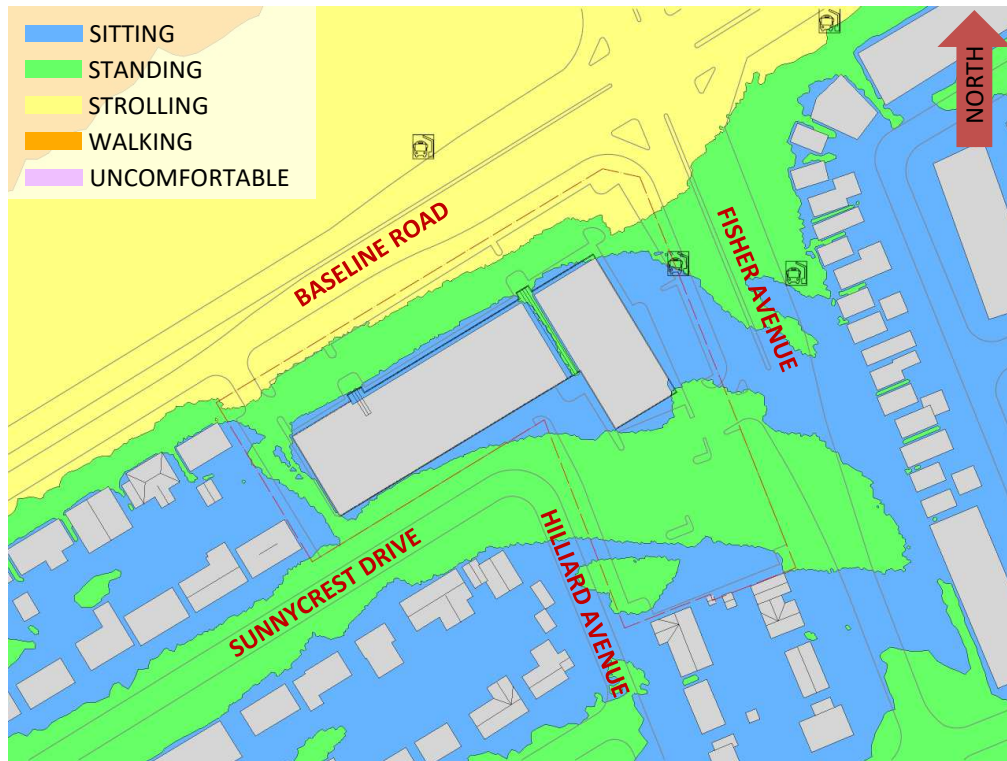 SITTING
STANDING
STROLLING
WALKING
UNCOMFORTABLE
NORTH
BASELINE ROAD
FISHER AVENUE
SUNNYCREST DRIVE
HILLIARD AVENUE